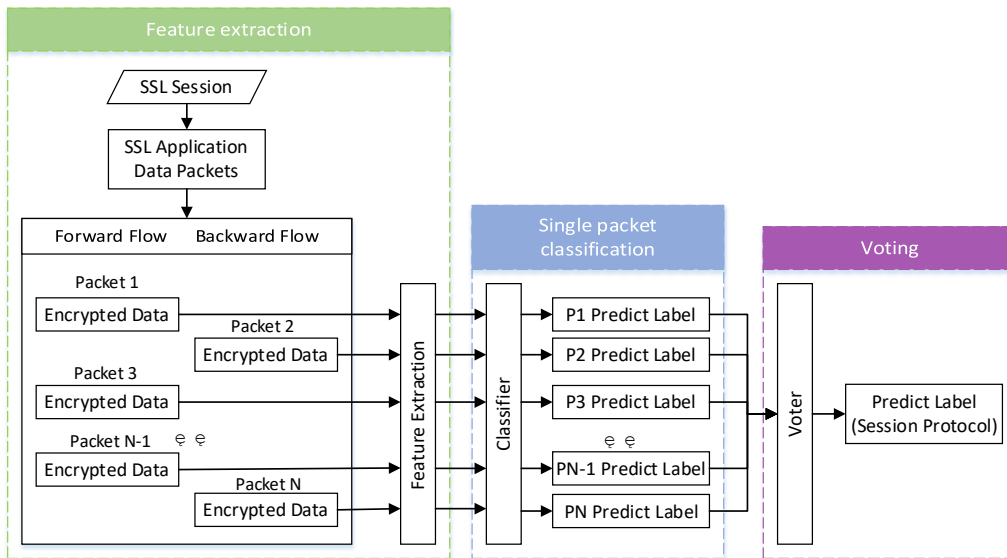 Feature extraction
SSL Session
SSL Application
Data Packets
Forward Flow Backward Flow
Packet 1
Encrypted Data
Packet 2
Encrypted Data
Packet 3
Encrypted Data
Packet N-1 ę ę
Encrypted Data
Packet N
Encrypted Data
Feature Extraction
Single packet
classification
Classifier
P1 Predict Label
P2 Predict Label
P3 Predict Label
ę ę
PN-1 Predict Label
PN Predict Label
Voting
Voter
Predict Label
(Session Protocol)